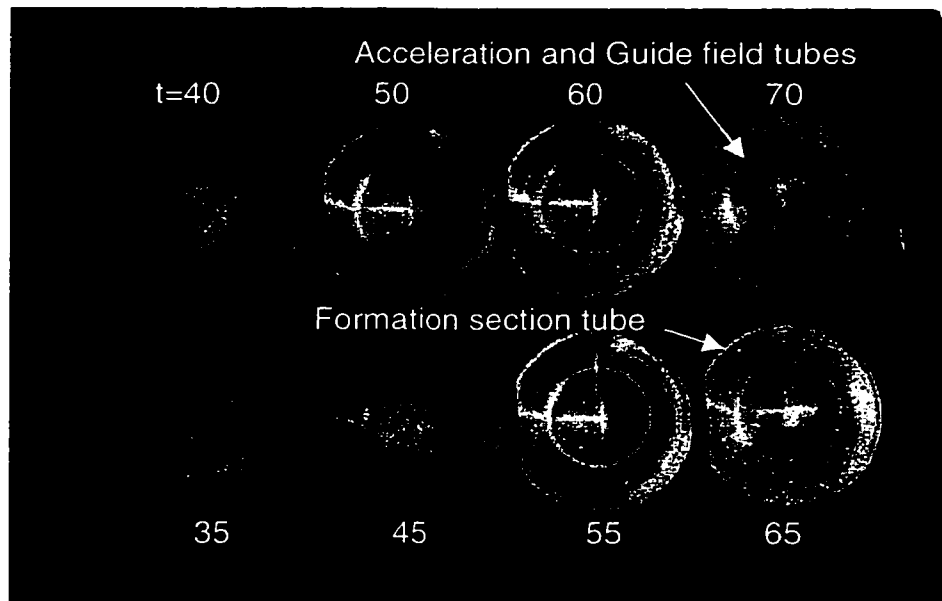 Acceleration and Guide field tubes
t=40 50 60 70
Formation section tube
35 45 55 65